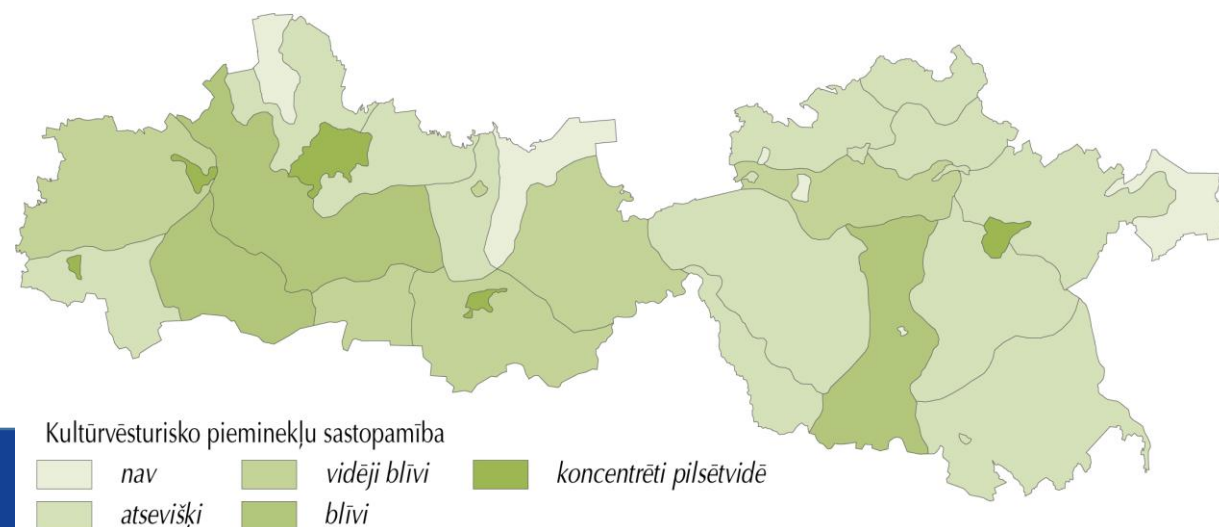 Kultūrvēsturisko pieminekļu sastopamība
nav
vidēji blīvi
koncentrēti pilsētvidē
atsevišķi
blīvi